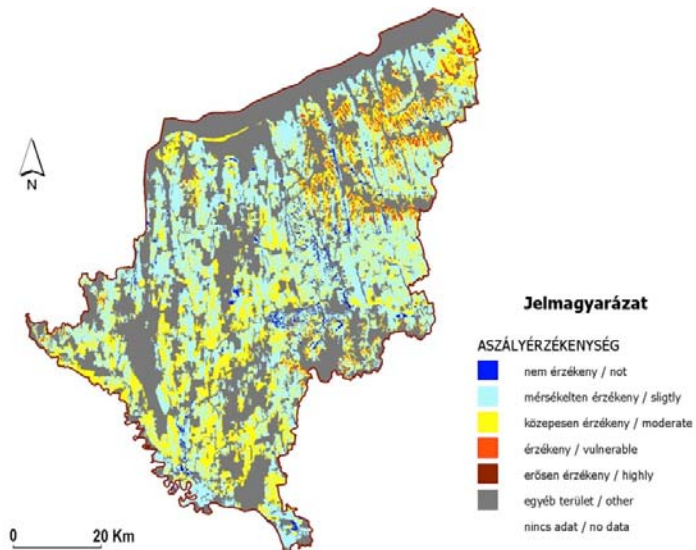 N
Jelmagyarázat
ASZÁLYÉRZÉKENYSÉG
nem érzékeny / not
mérsékelten érzékeny / sligtly
közepesen érzékeny / moderate
érzékeny / vulnerable
erősen érzékeny / highly
egyéb terület / other
nincs adat / no data
0 20 Km